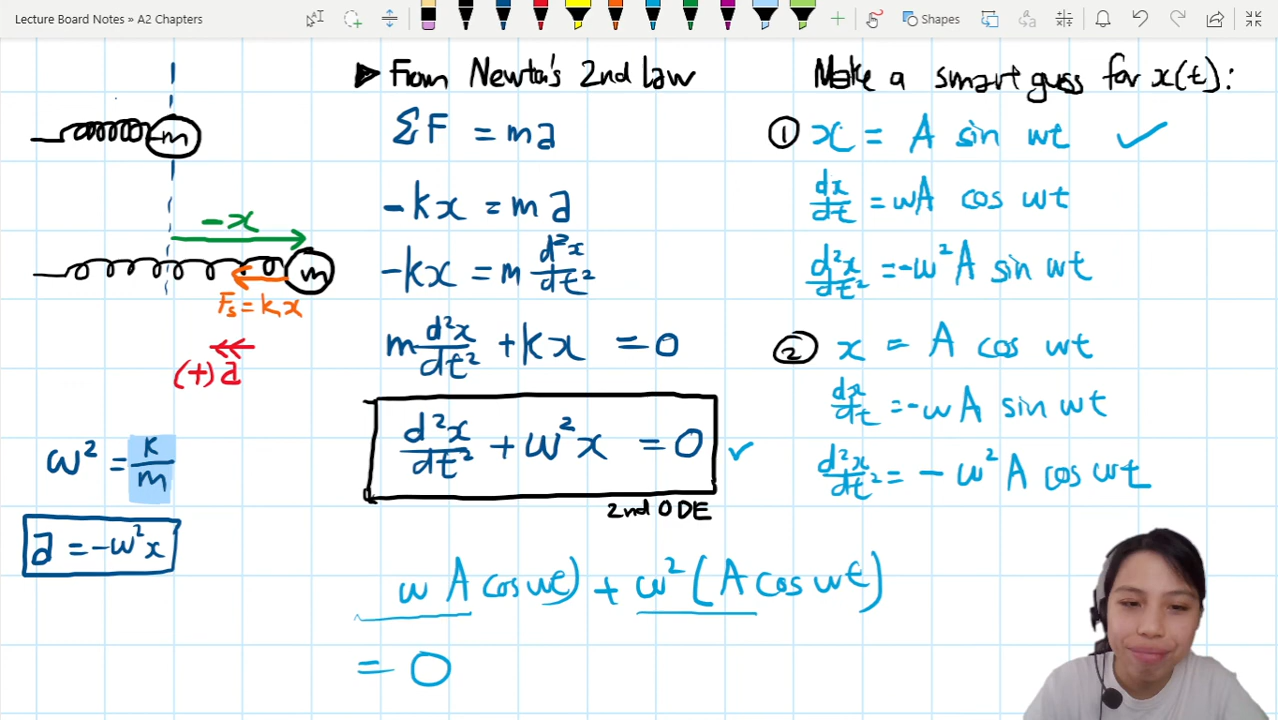 Lecture Board Notes » A2 Chapters
Shapes
m
-x
m
Fs = k x
(+) a
ω² = k/m
a = -ω²x
► From Newton's 2nd law
ΣF = ma
-kx = ma
-kx = m d²x/dt²
m d²x/dt² + kx = 0
d²x/dt² + ω²x = 0 ✓
2nd ODE
ω A cos ωt) + ω² (A cos ωt)
= 0
Make a smart guess for x(t):
① x = A sin ωt ✓
dx/dt = ωA cos ωt
d²x/dt² = -ω²A sin ωt
② x = A cos ωt
dx/dt = -ωA sin ωt
d²x/dt² = - ω² A cos ωt